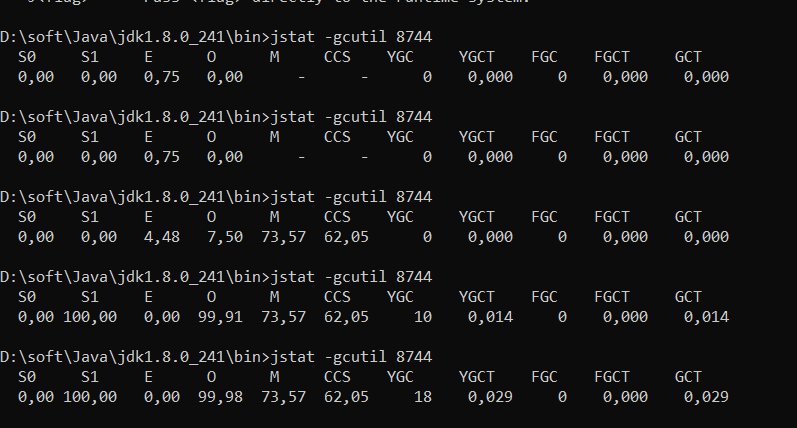 directly to the runtime system.
D:\soft\Java\jdk1.8.0_241\bin>jstat -gcutil 8744
S0 S1 E O M CCS YGC YGCT FGC FGCT GCT
0,00 0,00 0,75 0,00 - - 0 0,000 0 0,000 0,000
D:\soft\Java\jdk1.8.0_241\bin>jstat -gcutil 8744
S0 S1 E O M CCS YGC YGCT FGC FGCT GCT
0,00 0,00 0,75 0,00 - - 0 0,000 0 0,000 0,000
D:\soft\Java\jdk1.8.0_241\bin>jstat -gcutil 8744
S0 S1 E O M CCS YGC YGCT FGC FGCT GCT
0,00 0,00 4,48 7,50 73,57 62,05 0 0,000 0 0,000 0,000
D:\soft\Java\jdk1.8.0_241\bin>jstat -gcutil 8744
S0 S1 E O M CCS YGC YGCT FGC FGCT GCT
0,00 100,00 0,00 99,91 73,57 62,05 10 0,014 0 0,000 0,014
D:\soft\Java\jdk1.8.0_241\bin>jstat -gcutil 8744
S0 S1 E O M CCS YGC YGCT FGC FGCT GCT
0,00 100,00 0,00 99,98 73,57 62,05 18 0,029 0 0,000 0,029